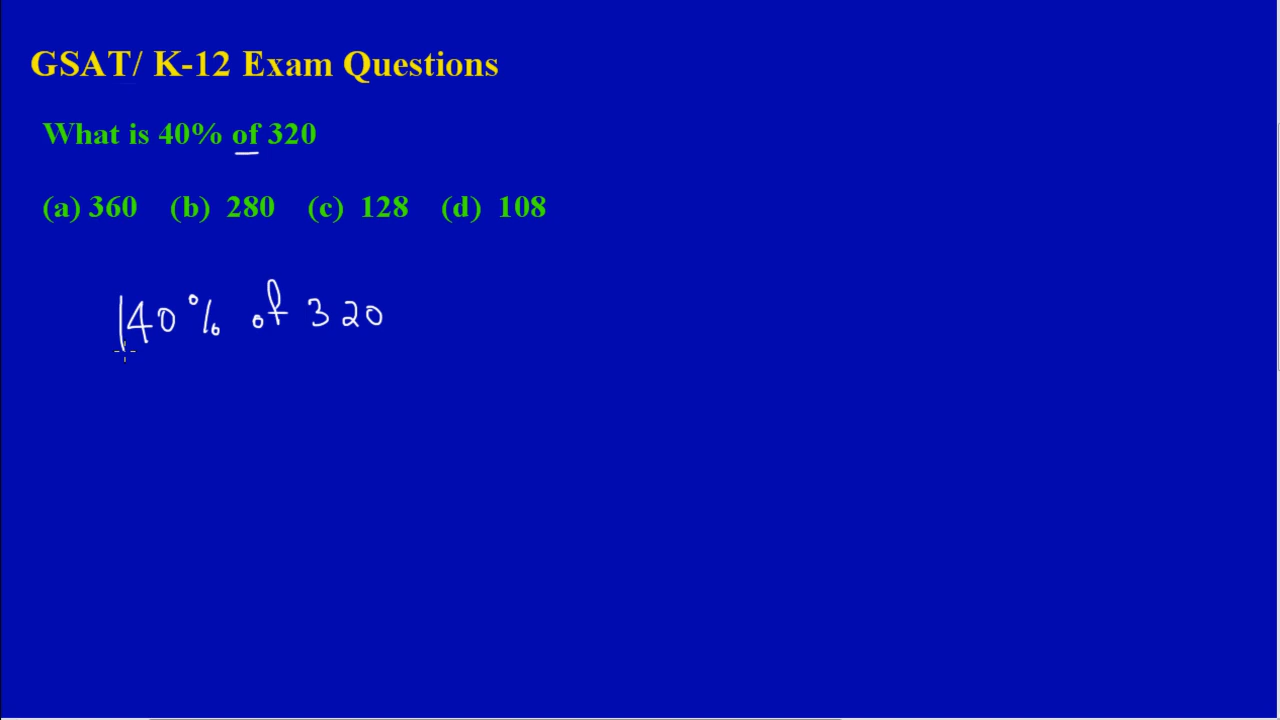 GSAT/ K-12 Exam Questions
What is 40% of 320
(a) 360 (b) 280 (c) 128 (d) 108
40% of 320